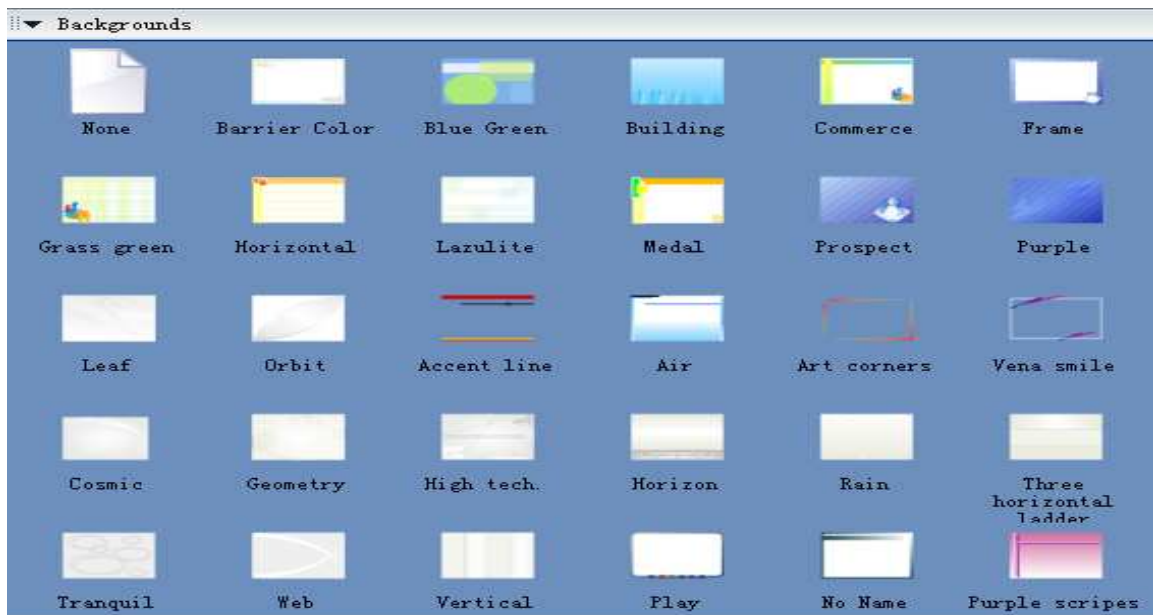 Backgrounds
None Barrier Color Blue Green Building Commerce Frame
Grass green Horizontal Lazulite Medal Prospect Purple
Leaf Orbit Accent line Air Art corners Vena smile
Cosmic Geometry High tech. Horizon Rain Three
horizontal
ladder
Tranquil Web Vertical Play No Name Purple scripes